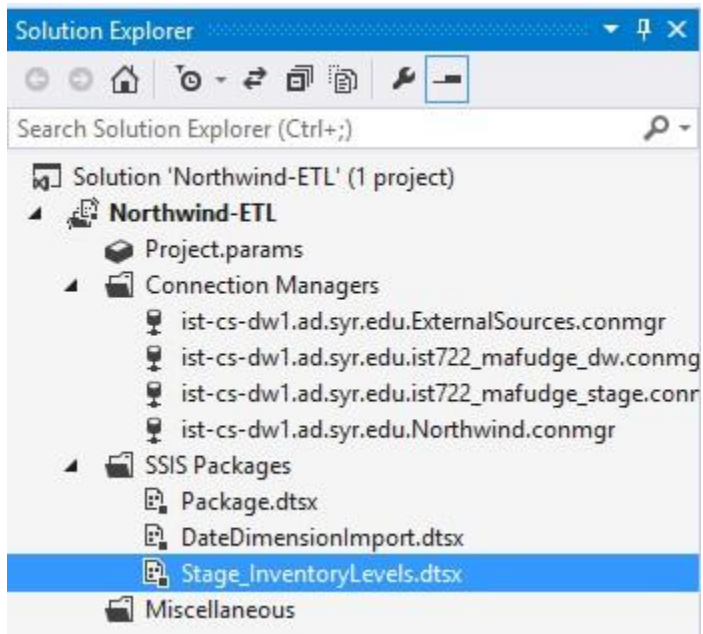 Solution Explorer
Search Solution Explorer (Ctrl+;)
Solution 'Northwind-ETL' (1 project)
Northwind-ETL
Project.params
Connection Managers
ist-cs-dw1.ad.syr.edu.ExternalSources.conmgr
ist-cs-dw1.ad.syr.edu.ist722_mafudge_dw.conmg
ist-cs-dw1.ad.syr.edu.ist722_mafudge_stage.conr
ist-cs-dw1.ad.syr.edu.Northwind.conmgr
SSIS Packages
Package.dtsx
DateDimensionImport.dtsx
Stage_InventoryLevels.dtsx
Miscellaneous